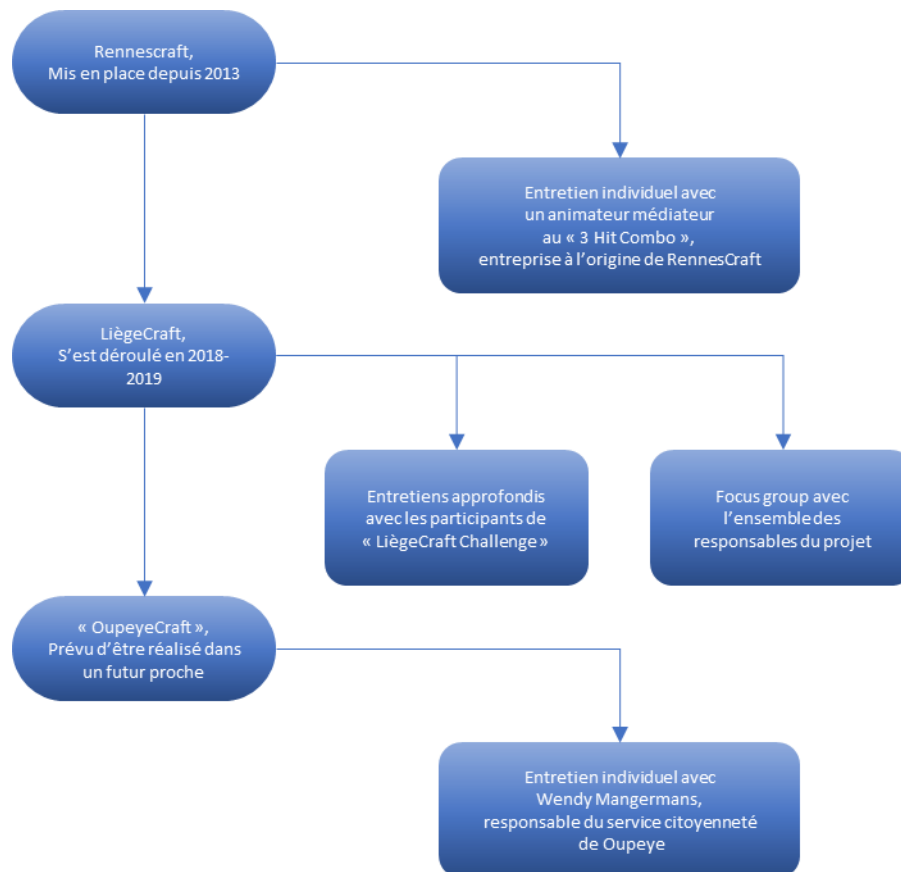 Rennescraft,
Mis en place depuis 2013
Entretien individuel avec
un animateur médiateur
au « 3 Hit Combo »,
entreprise à l’origine de RennesCraft
LiègeCraft,
S’est déroulé en 2018-
2019
Entretiens approfondis
avec les participants de
« LiègeCraft Challenge »
Focus group avec
l’ensemble des
responsables du projet
« OupeyeCraft »,
Prévu d’être réalisé dans
un futur proche
Entretien individuel avec
Wendy Mangermans,
responsable du service citoyenneté
de Oupeye